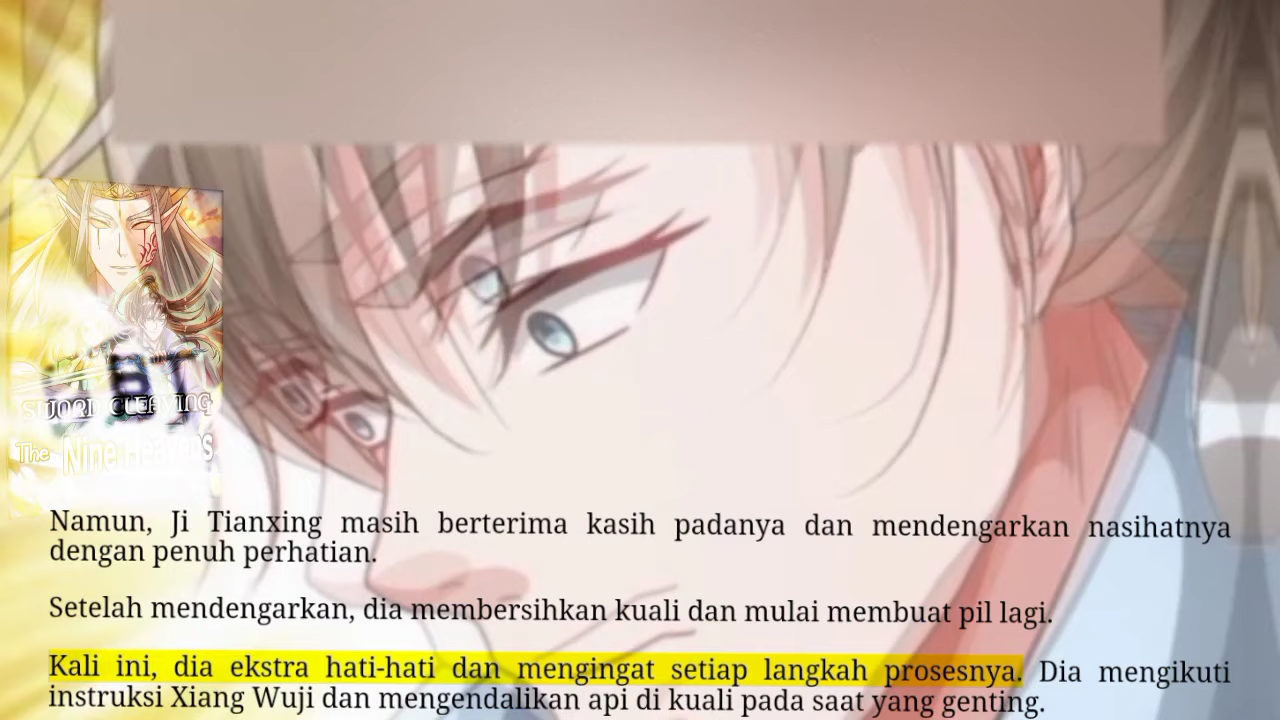 SWORD CLEAVING
The Nine Heavens
Namun, Ji Tianxing masih berterima kasih padanya dan mendengarkan nasihatnya
dengan penuh perhatian.
Setelah mendengarkan, dia membersihkan kuali dan mulai membuat pil lagi.
Kali ini, dia ekstra hati-hati dan mengingat setiap langkah prosesnya. Dia mengikuti
instruksi Xiang Wuji dan mengendalikan api di kuali pada saat yang genting.